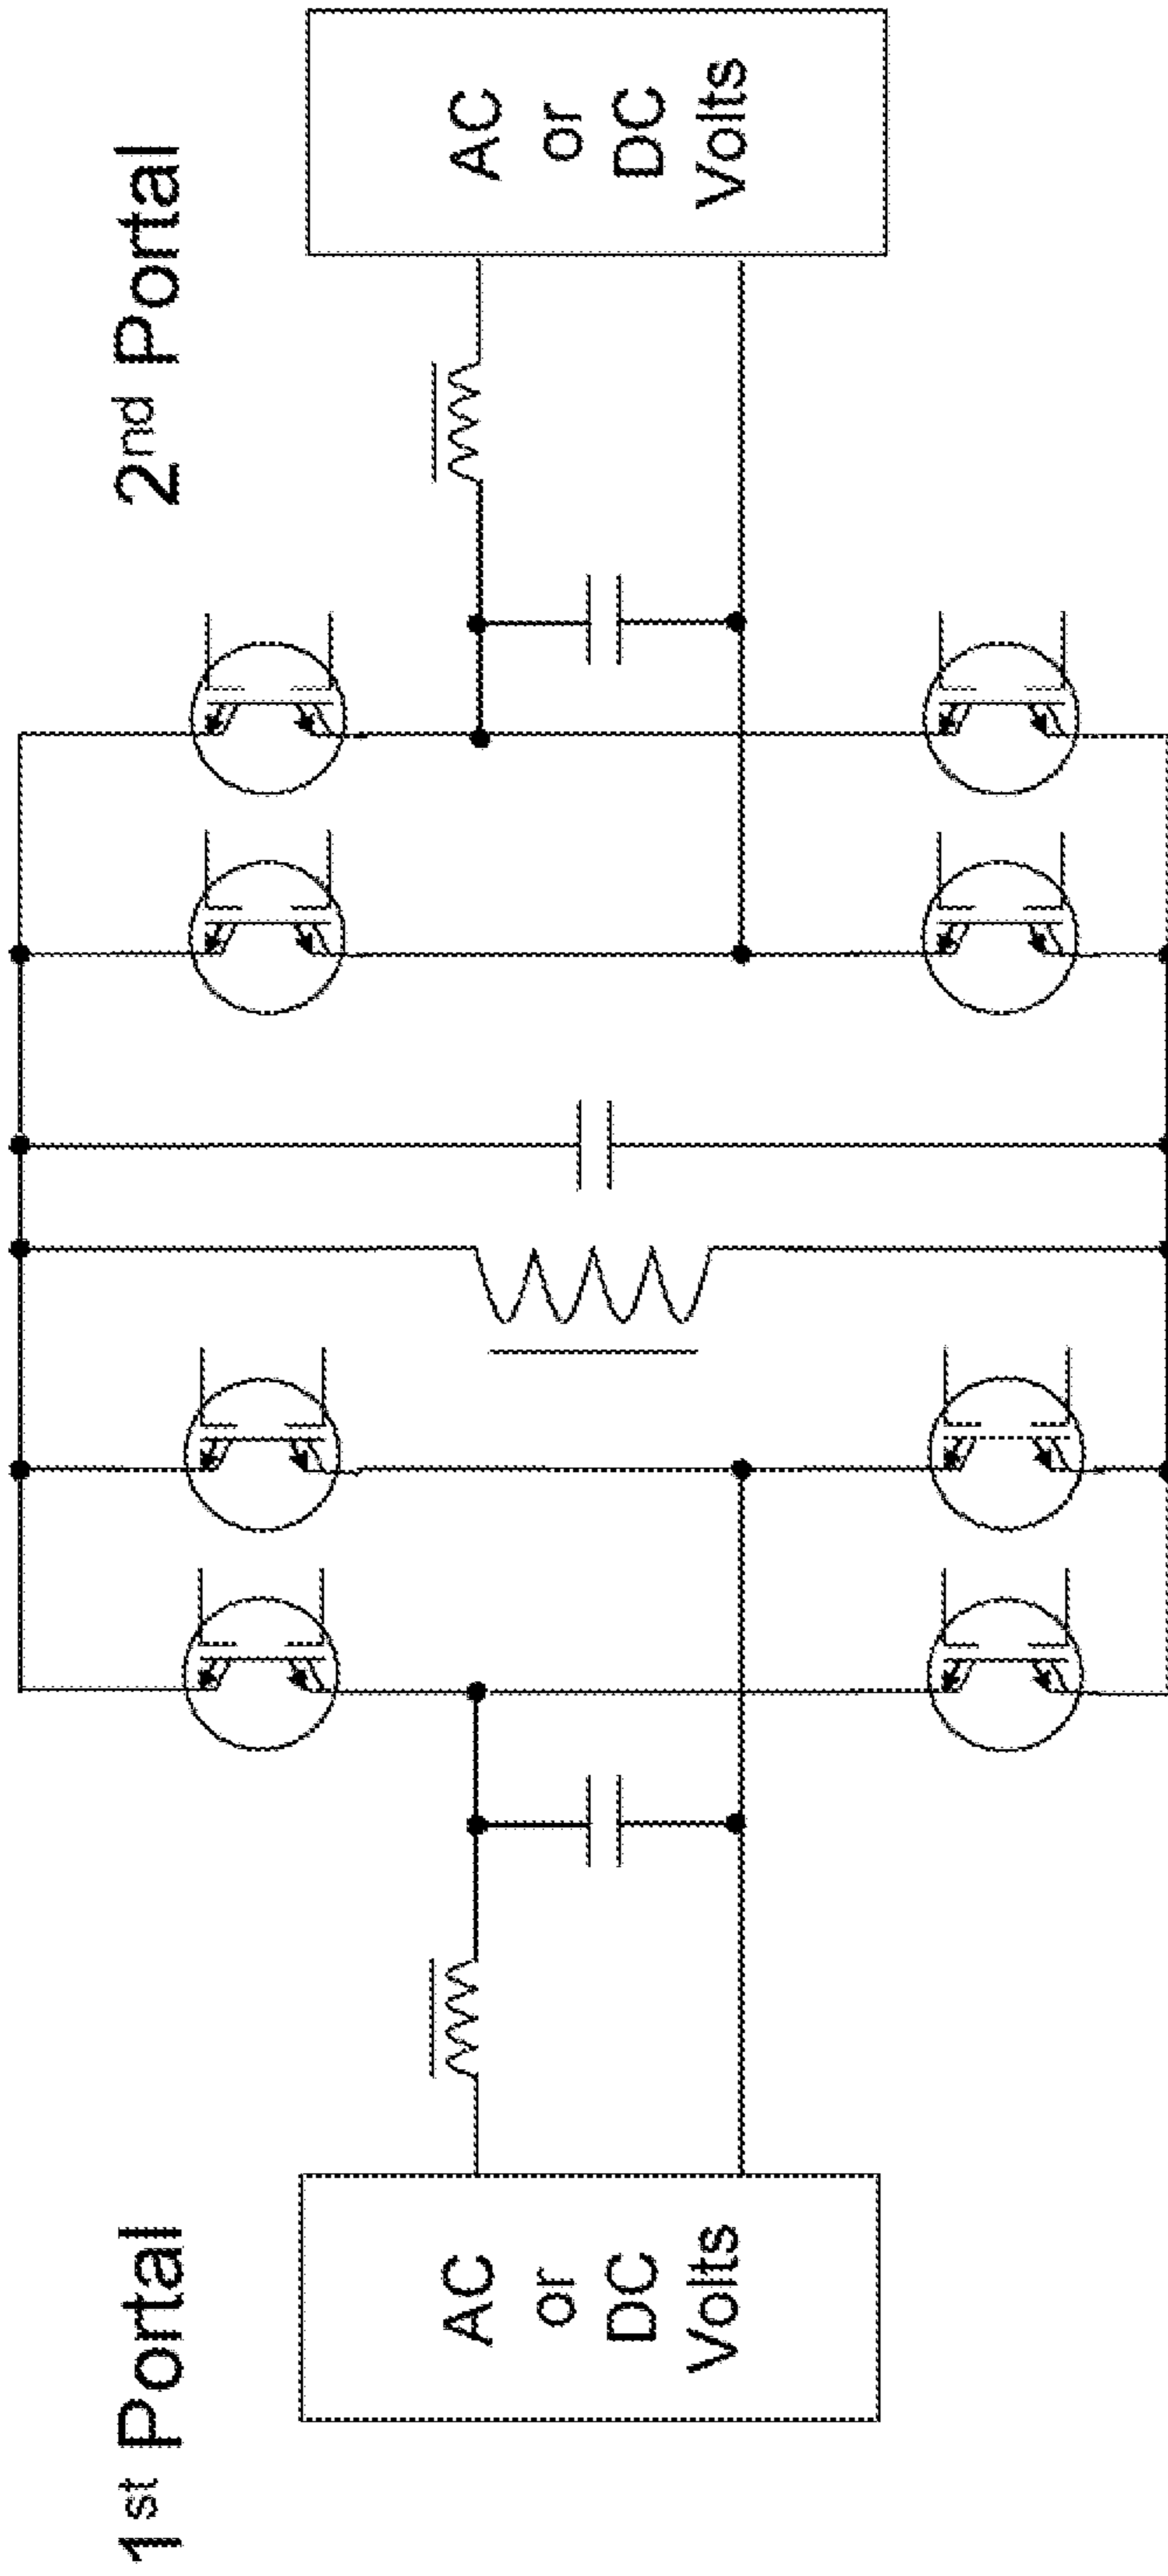 1st Portal
AC
or
DC
Volts
2nd Portal
AC
or
DC
Volts